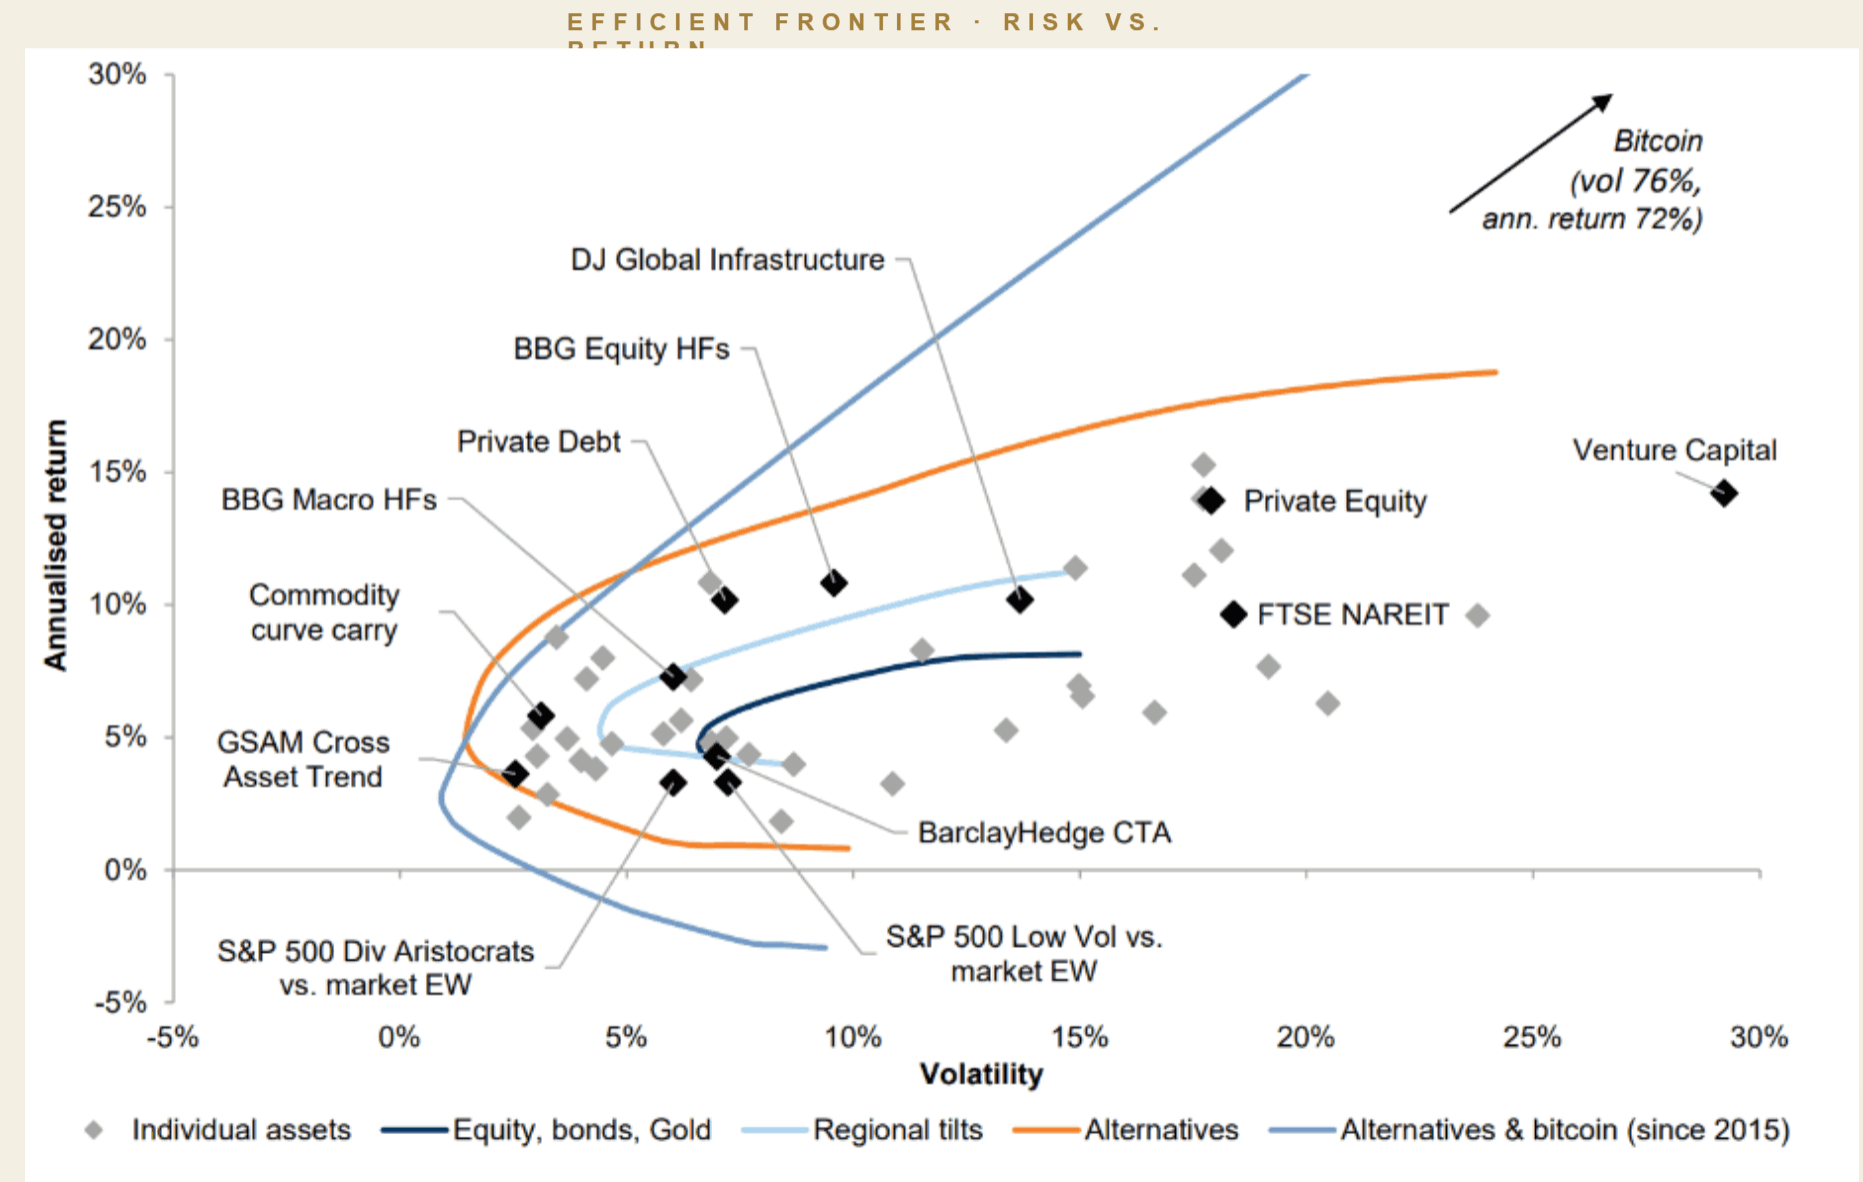 EFFICIENT FRONTIER · RISK VS.
RETURN
30%
25%
20%
15%
10%
5%
0%
-5%
Annualised return
Bitcoin
(vol 76%,
ann. return 72%)
DJ Global Infrastructure
BBG Equity HFs
Private Debt
BBG Macro HFs
Commodity
curve carry
GSAM Cross
Asset Trend
Venture Capital
Private Equity
FTSE NAREIT
BarclayHedge CTA
S&P 500 Div Aristocrats
vs. market EW
S&P 500 Low Vol vs.
market EW
-5% 0% 5% 10% 15% 20% 25% 30%
Volatility
Individual assets Equity, bonds, Gold Regional tilts Alternatives Alternatives & bitcoin (since 2015)